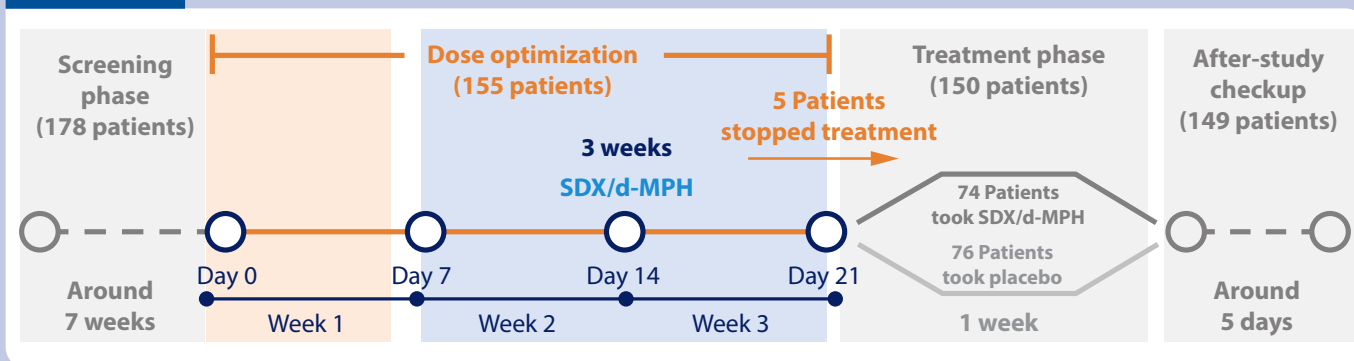 Screening
phase
(178 patients)
Around
7 weeks
Dose optimization
(155 patients)
5 Patients
stopped treatment
3 weeks
SDX/d-MPH
Day 0
Day 7
Day 14
Day 21
Week 1
Week 2
Week 3
Treatment phase
(150 patients)
74 Patients
took SDX/d-MPH
76 Patients
took placebo
1 week
After-study
checkup
(149 patients)
Around
5 days